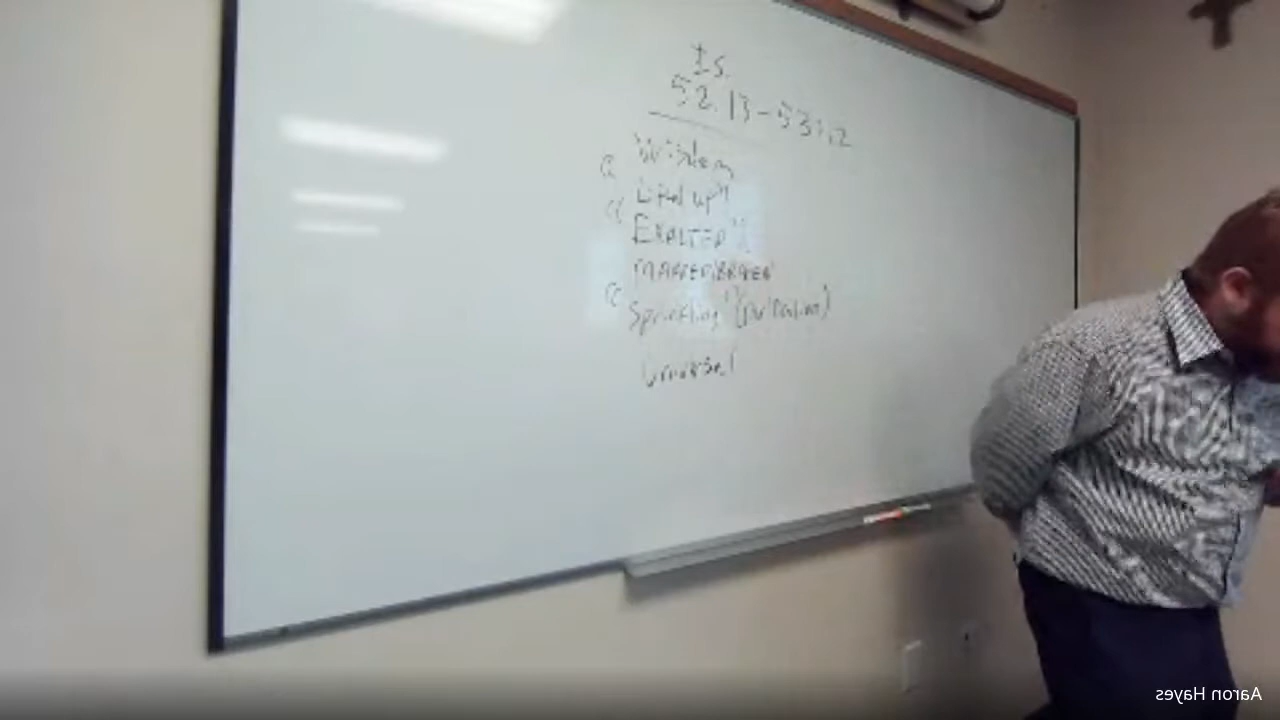 Is.
52.13-53:12
"Wisdom
"Lifted up"
EXALTED"
MARRED/BROKEN
"Sprinkling" (purification)
Universal
Aaron Hayes